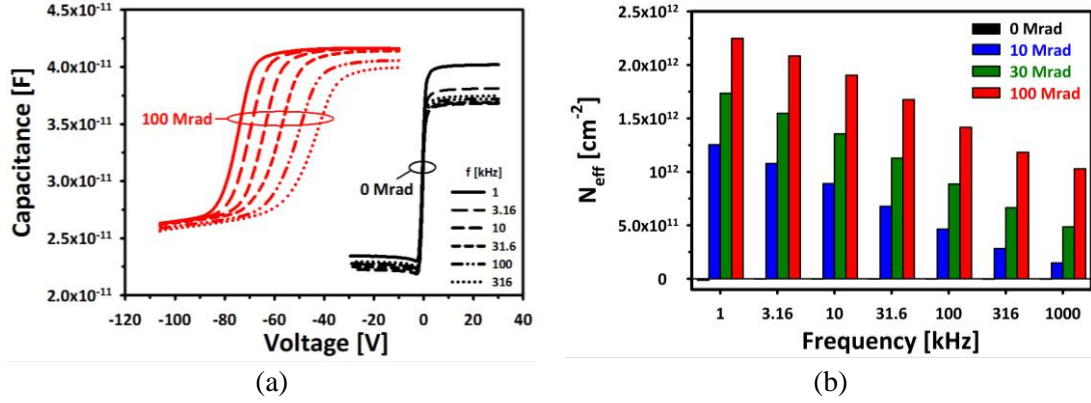 4.5x10⁻¹¹
4.0x10⁻¹¹
3.5x10⁻¹¹
3.0x10⁻¹¹
2.5x10⁻¹¹
2.0x10⁻¹¹
Capacitance [F]
100 Mrad
0 Mrad
f [kHz]
1
3.16
10
31.6
100
316
-120 -100 -80 -60 -40 -20 0 20 40
Voltage [V]
(a)
2.5x10¹²
2.0x10¹²
1.5x10¹²
10¹²
5.0x10¹¹
0
N_eff [cm⁻²]
0 Mrad
10 Mrad
30 Mrad
100 Mrad
1 3.16 10 31.6 100 316 1000
Frequency [kHz]
(b)